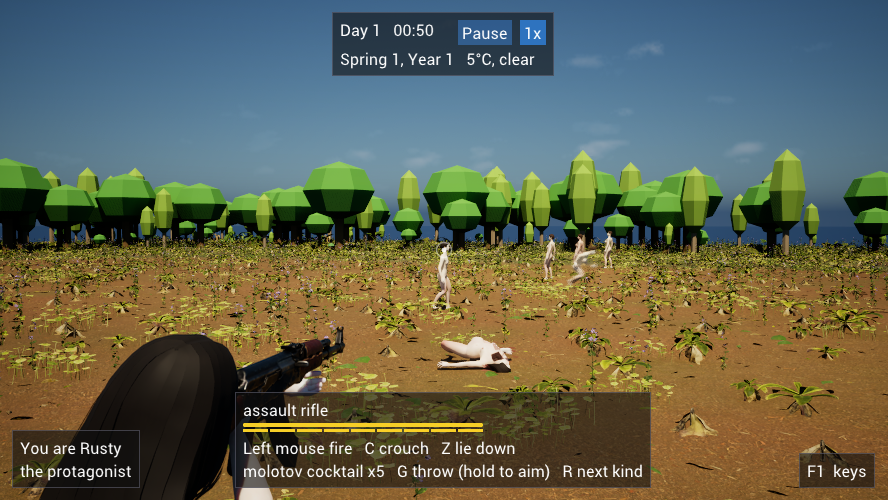 Day 1 00:50 Pause 1x
Spring 1, Year 1 5°C, clear
assault rifle
Left mouse fire C crouch Z lie down
molotov cocktail x5 G throw (hold to aim) R next kind
You are Rusty
the protagonist
F1 keys